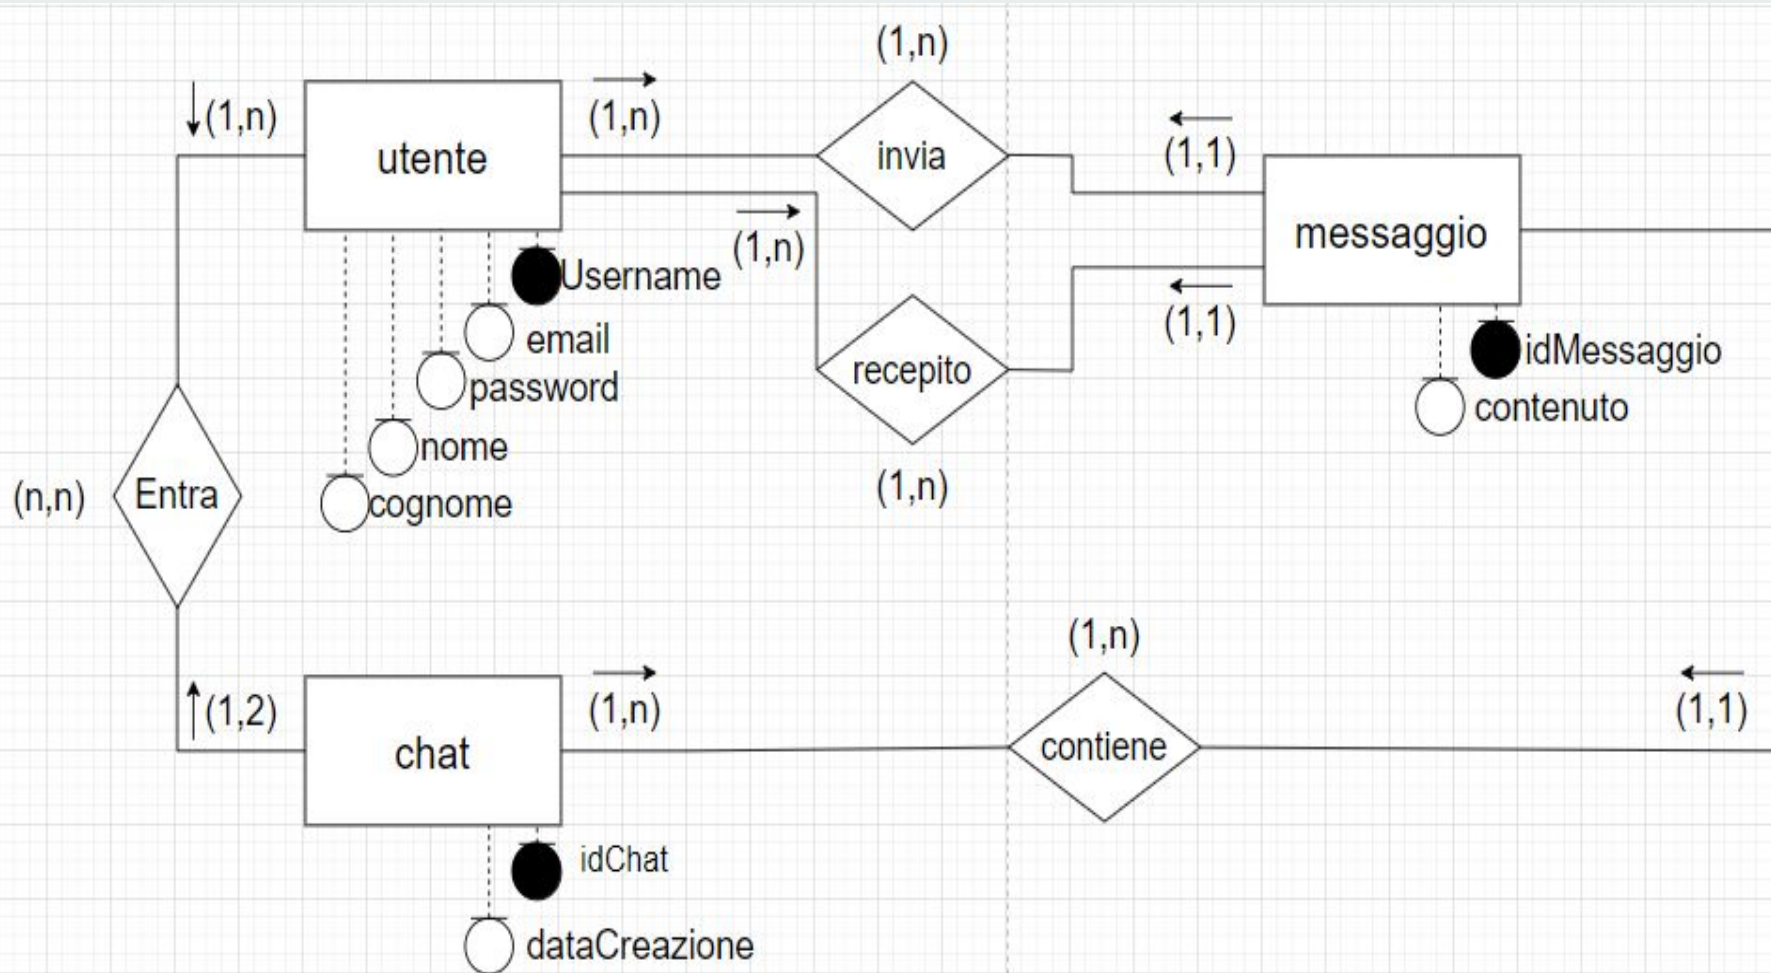 (1,n)
(1,n)
utente
(1,n)
invia
(1,1)
messaggio
(1,n)
Username
email
password
nome
cognome
recepito
(1,1)
idMessaggio
contenuto
(1,n)
(n,n)
Entra
(1,n)
(1,2)
chat
(1,n)
contiene
(1,1)
idChat
dataCreazione